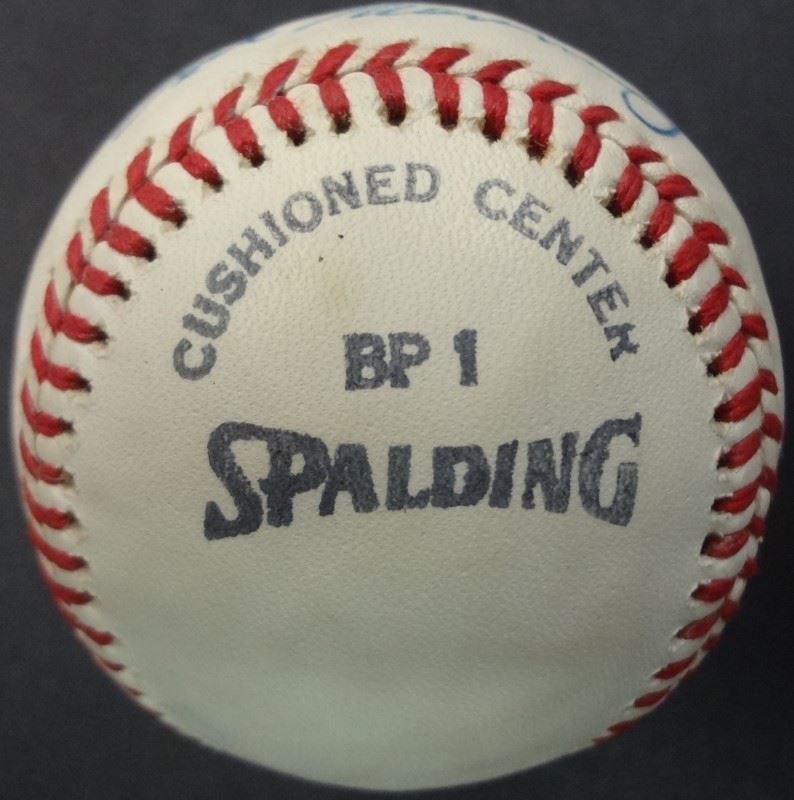 CUSHIONED CENTER
BP 1
SPALDING